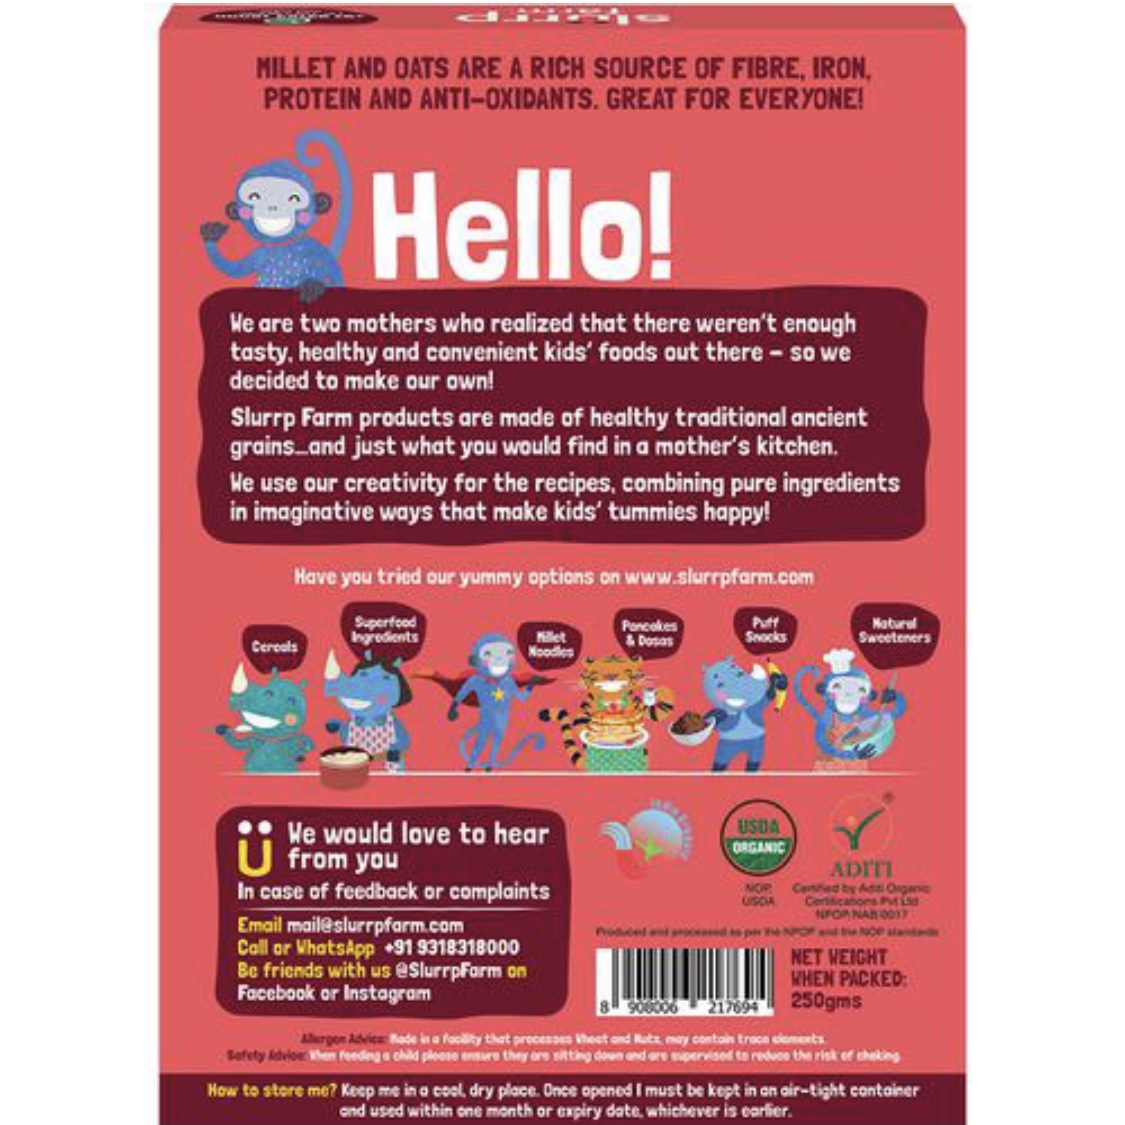 slurrp
farm
MILLET AND OATS ARE A RICH SOURCE OF FIBRE, IRON,
PROTEIN AND ANTI-OXIDANTS. GREAT FOR EVERYONE!
Hello!
We are two mothers who realized that there weren't enough
tasty, healthy and convenient kids' foods out there – so we
decided to make our own!
Slurrp Farm products are made of healthy traditional ancient
grains...and just what you would find in a mother's kitchen.
We use our creativity for the recipes, combining pure ingredients
in imaginative ways that make kids' tummies happy!
Have you tried our yummy options on www.slurrpfarm.com
Cereals
Superfood
Ingredients
Millet
Noodles
Pancakes
& Dosas
Puff
Snacks
Natural
Sweeteners
We would love to hear
from you
In case of feedback or complaints
Email mail@slurrpfarm.com
Call or WhatsApp +91 9318318000
Be friends with us @SlurrpFarm on
Facebook or Instagram
USDA
ORGANIC
NOP
USDA
®
ADITI
Certified by Aditi Organic
Certifications Pvt Ltd
NPOP/NAB/0017
Produced and processed as per the NPOP and the NOP standards
8 908006 217694
NET WEIGHT
WHEN PACKED:
250gms
Allergen Advice: Made in a facility that processes Wheat and Nuts, may contain trace elements.
Safety Advice: When feeding a child please ensure they are sitting down and are supervised to reduce the risk of choking.
How to store me? Keep me in a cool, dry place. Once opened I must be kept in an air-tight container
and used within one month or expiry date, whichever is earlier.